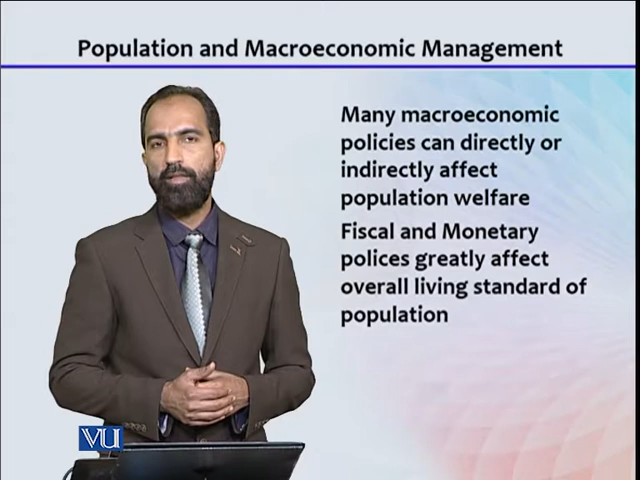 Population and Macroeconomic Management
Many macroeconomic
policies can directly or
indirectly affect
population welfare
Fiscal and Monetary
polices greatly affect
overall living standard of
population
VU